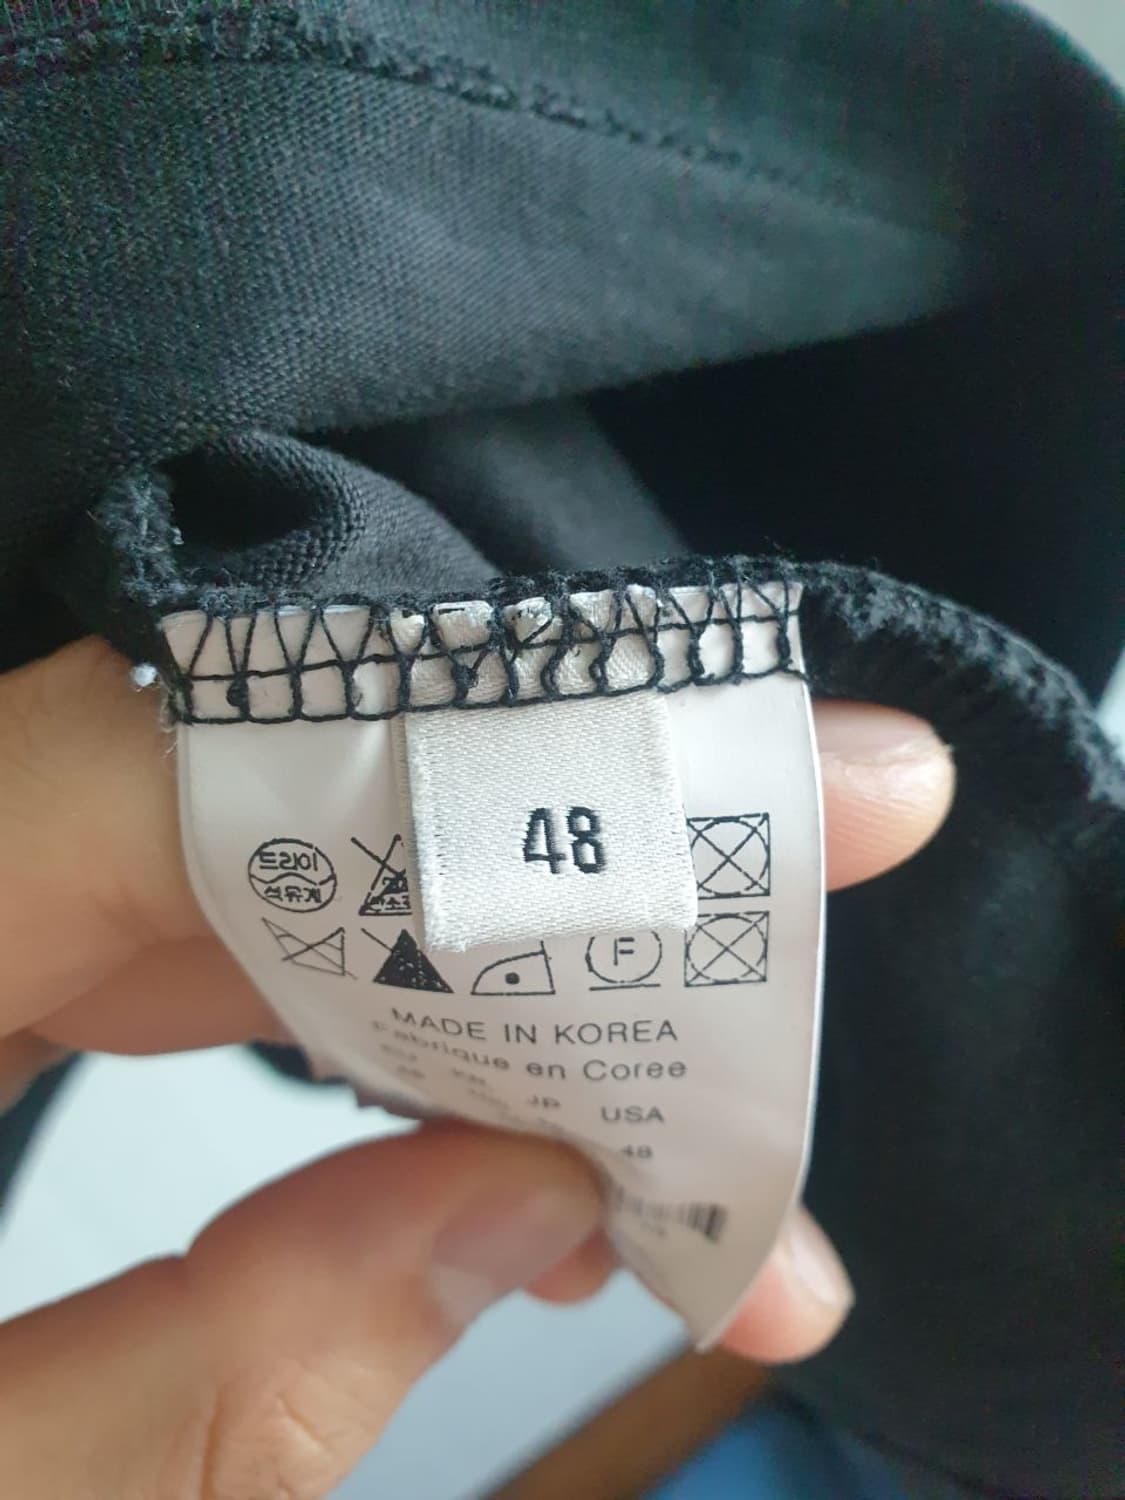 48
드라이
석유계
F
MADE IN KOREA
Fabrique en Coree
JP USA
48